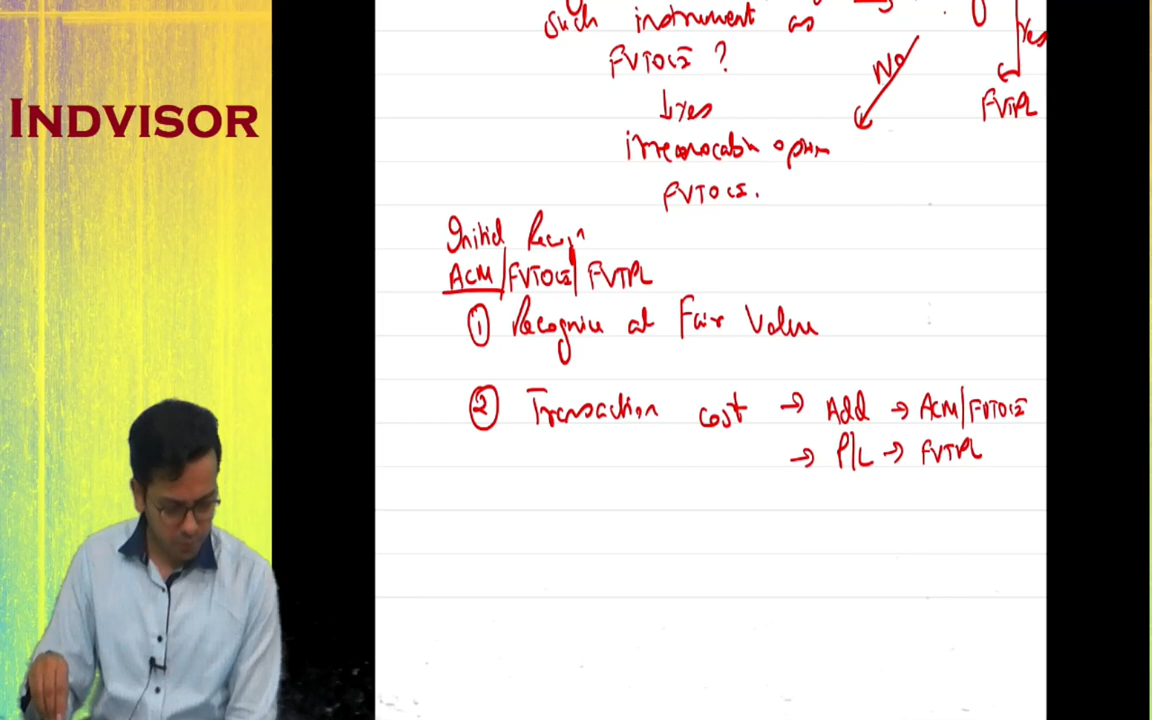 INDVISOR
Such instrument as
FVTOCI ?
↓ Yes
irrevocable option
FVTOCI.
No
Yes
FVTPL
Initial Recgn
ACM/FVTOCI/FVTPL
① Recognise at Fair Value
② Transaction cost → Add → ACM/FVTOCI
→ P/L → FVTPL